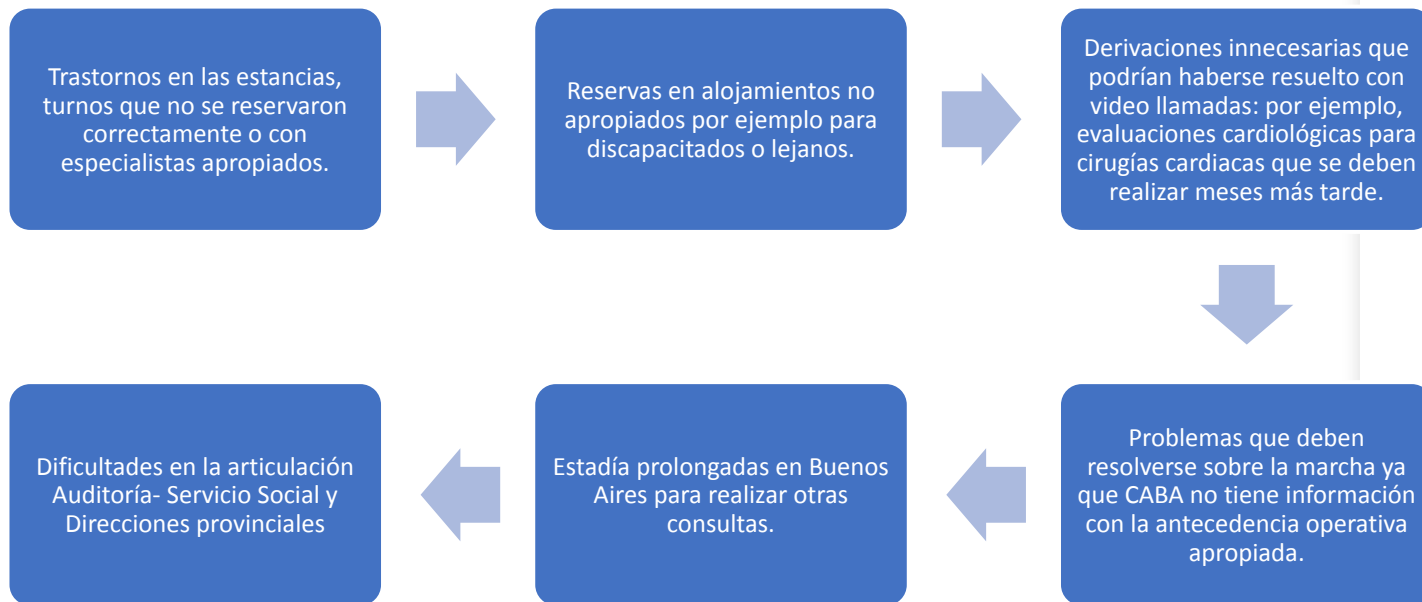 Trastornos en las estancias,
turnos que no se reservaron
correctamente o con
especialistas apropiados.
Reservas en alojamientos no
apropiados por ejemplo para
discapacitados o lejanos.
Derivaciones innecesarias que
podrían haberse resuelto con
video llamadas: por ejemplo,
evaluaciones cardiológicas para
cirugías cardiacas que se deben
realizar meses más tarde.
Problemas que deben
resolverse sobre la marcha ya
que CABA no tiene información
con la antecedencia operativa
apropiada.
Estadía prolongadas en Buenos
Aires para realizar otras
consultas.
Dificultades en la articulación
Auditoría- Servicio Social y
Direcciones provinciales